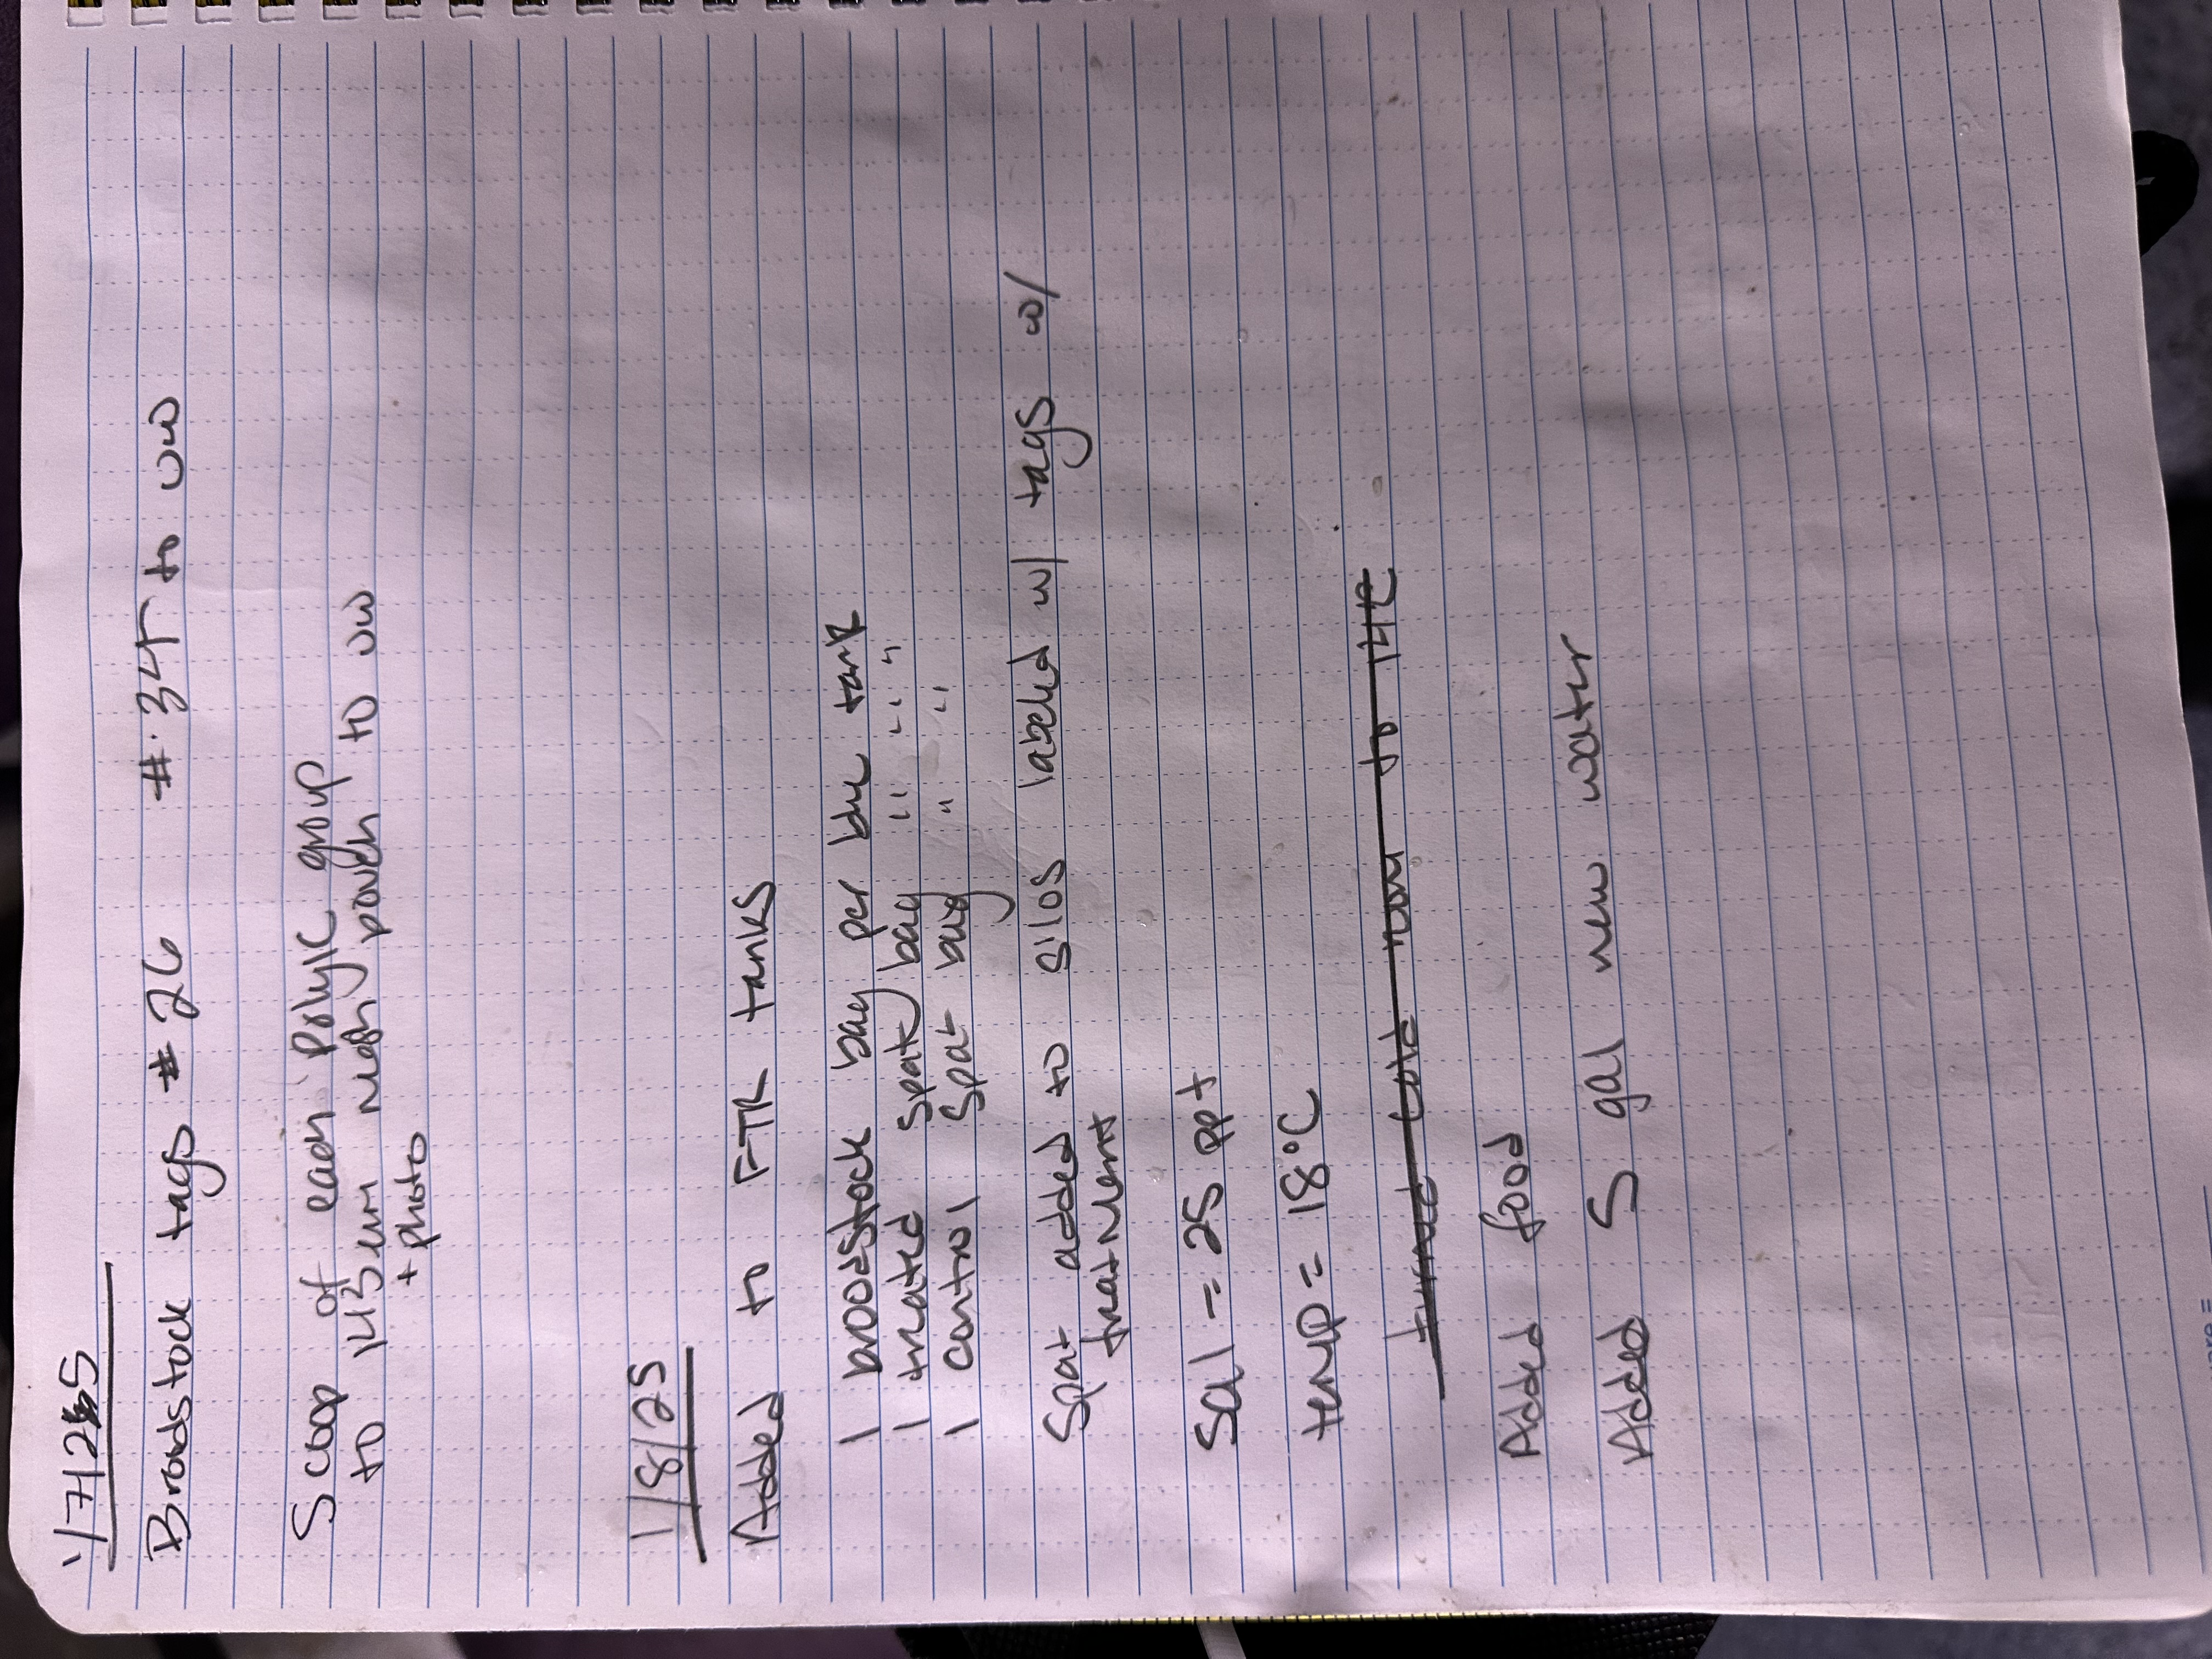 1/7/25
Broodstock tags # 26 # 34 to UW
Scoop of each PolyIC group
to 143 um mesh pouch to UW
+ photo
1/8/25
Added to FTR tanks
1 broodstock bag per blue tank
1 treated spat bag " " "
1 control spat bag " "
Spat added to silos labeled w/ tags w/
treatment
Sal = 25 ppt
temp = 18°C
turned cold room to 14C
Added food
Added 5 gal new water